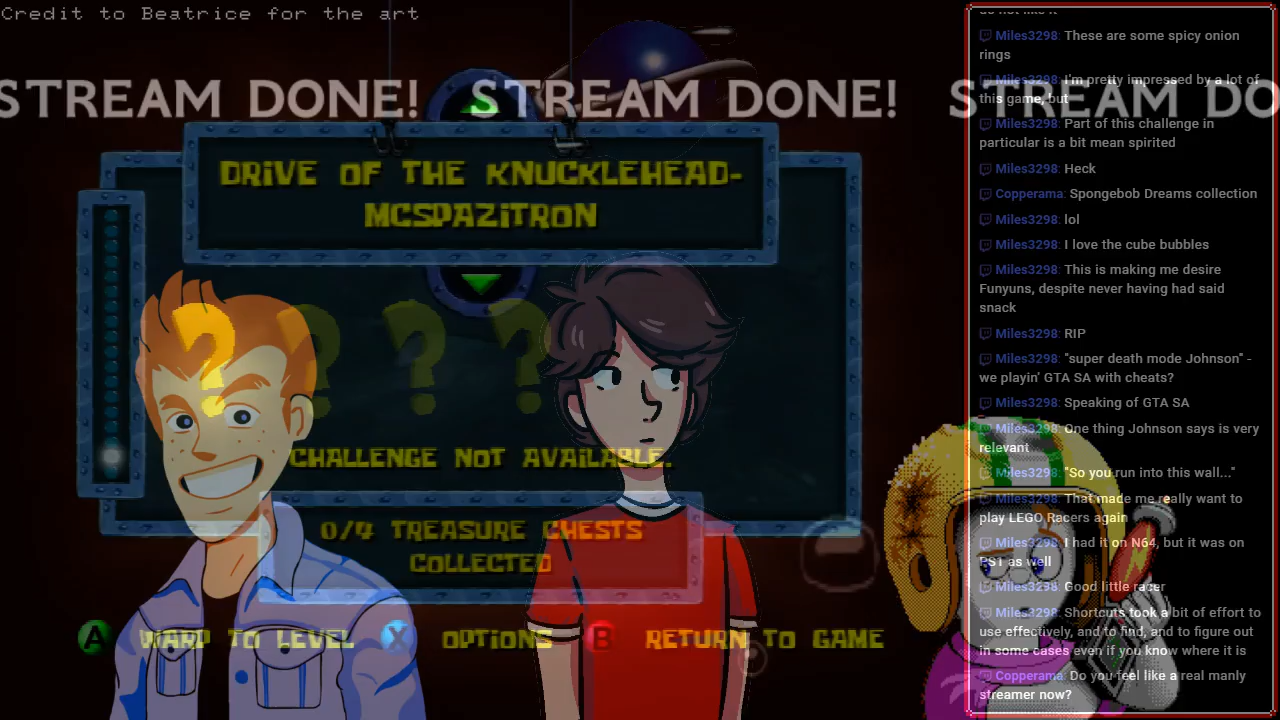 Credit to Beatrice for the art
STREAM DONE! STREAM DONE! STREAM DO
DRIVE OF THE KNUCKLEHEAD-
MCSPAZITRON
? ? ? ?
CHALLENGE NOT AVAILABLE.
0/4 TREASURE CHESTS
COLLECTED
A WARP TO LEVEL X OPTIONS B RETURN TO GAME
do not like it
Miles3298: These are some spicy onion
rings
Miles3298: I'm pretty impressed by a lot of
this game, but
Miles3298: Part of this challenge in
particular is a bit mean spirited
Miles3298: Heck
Copperama: Spongebob Dreams collection
Miles3298: lol
Miles3298: I love the cube bubbles
Miles3298: This is making me desire
Funyuns, despite never having had said
snack
Miles3298: RIP
Miles3298: "super death mode Johnson" -
we playin' GTA SA with cheats?
Miles3298: Speaking of GTA SA
Miles3298: One thing Johnson says is very
relevant
Miles3298: "So you run into this wall..."
Miles3298: That made me really want to
play LEGO Racers again
Miles3298: I had it on N64, but it was on
PS1 as well
Miles3298: Good little racer
Miles3298: Shortcuts took a bit of effort to
use effectively, and to find, and to figure out
in some cases even if you know where it is
Copperama: Do you feel like a real manly
streamer now?